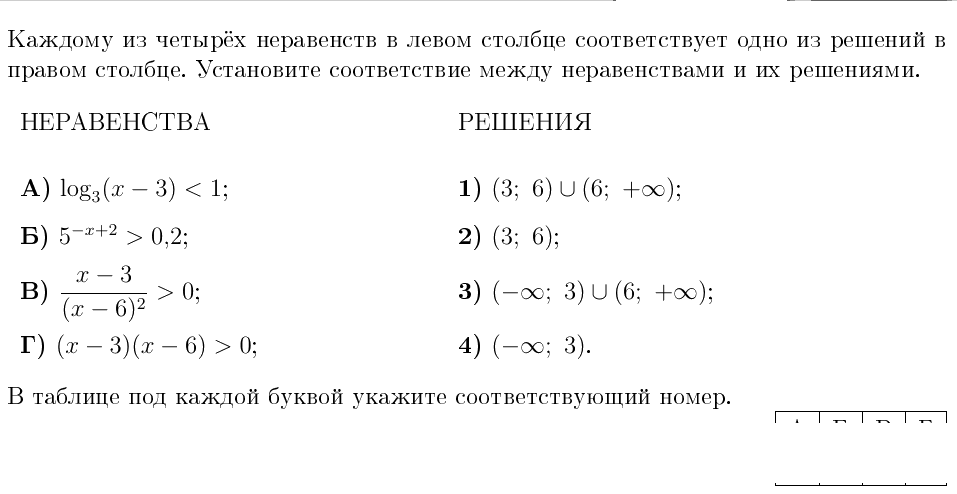 Каждому из четырёх неравенств в левом столбце соответствует одно из решений в
правом столбце. Установите соответствие между неравенствами и их решениями.
НЕРАВЕНСТВА РЕШЕНИЯ
А) log₃(x − 3) < 1; 1) (3; 6) ∪ (6; +∞);
Б) 5^{−x+2} > 0,2; 2) (3; 6);
В) \frac{x − 3}{(x − 6)²} > 0; 3) (−∞; 3) ∪ (6; +∞);
Г) (x − 3)(x − 6) > 0; 4) (−∞; 3).
В таблице под каждой буквой укажите соответствующий номер.